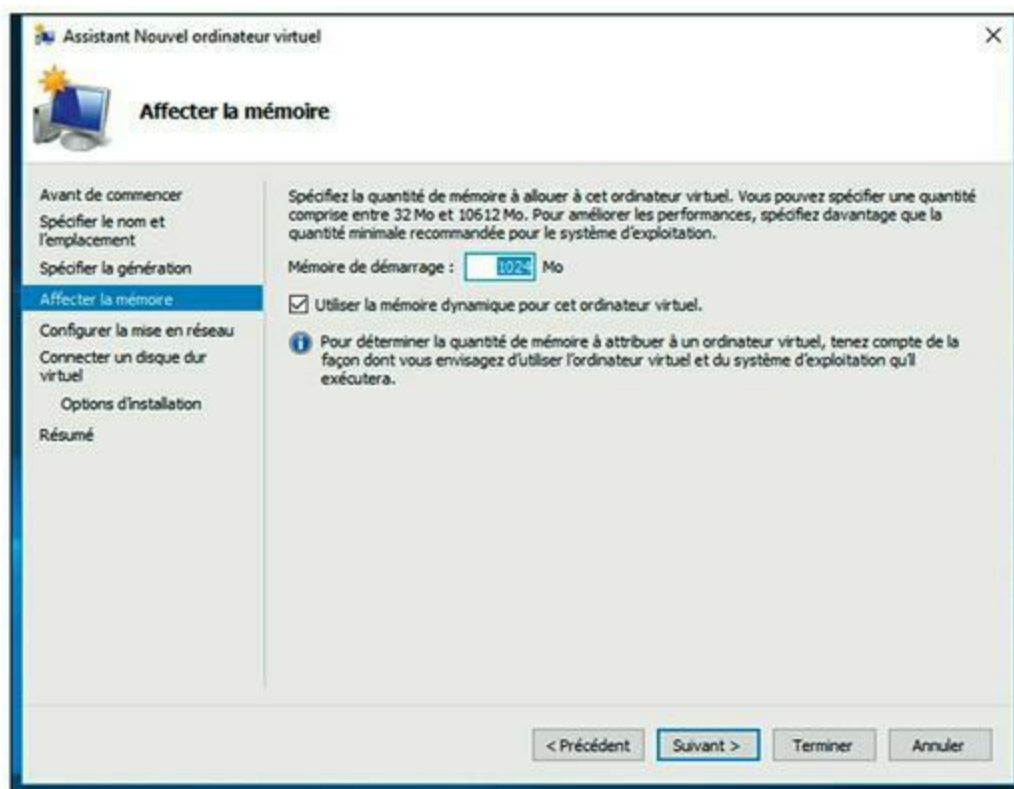 Assistant Nouvel ordinateur virtuel
Affecter la mémoire
Avant de commencer
Spécifier le nom et
l'emplacement
Spécifier la génération
Affecter la mémoire
Configurer la mise en réseau
Connecter un disque dur
virtuel
Options d'installation
Résumé
Spécifiez la quantité de mémoire à allouer à cet ordinateur virtuel. Vous pouvez spécifier une quantité
comprise entre 32 Mo et 10612 Mo. Pour améliorer les performances, spécifiez davantage que la
quantité minimale recommandée pour le système d'exploitation.
Mémoire de démarrage : 1024 Mo
Utiliser la mémoire dynamique pour cet ordinateur virtuel.
Pour déterminer la quantité de mémoire à attribuer à un ordinateur virtuel, tenez compte de la
façon dont vous envisagez d'utiliser l'ordinateur virtuel et du système d'exploitation qu'il
exécutera.
< Précédent Suivant > Terminer Annuler